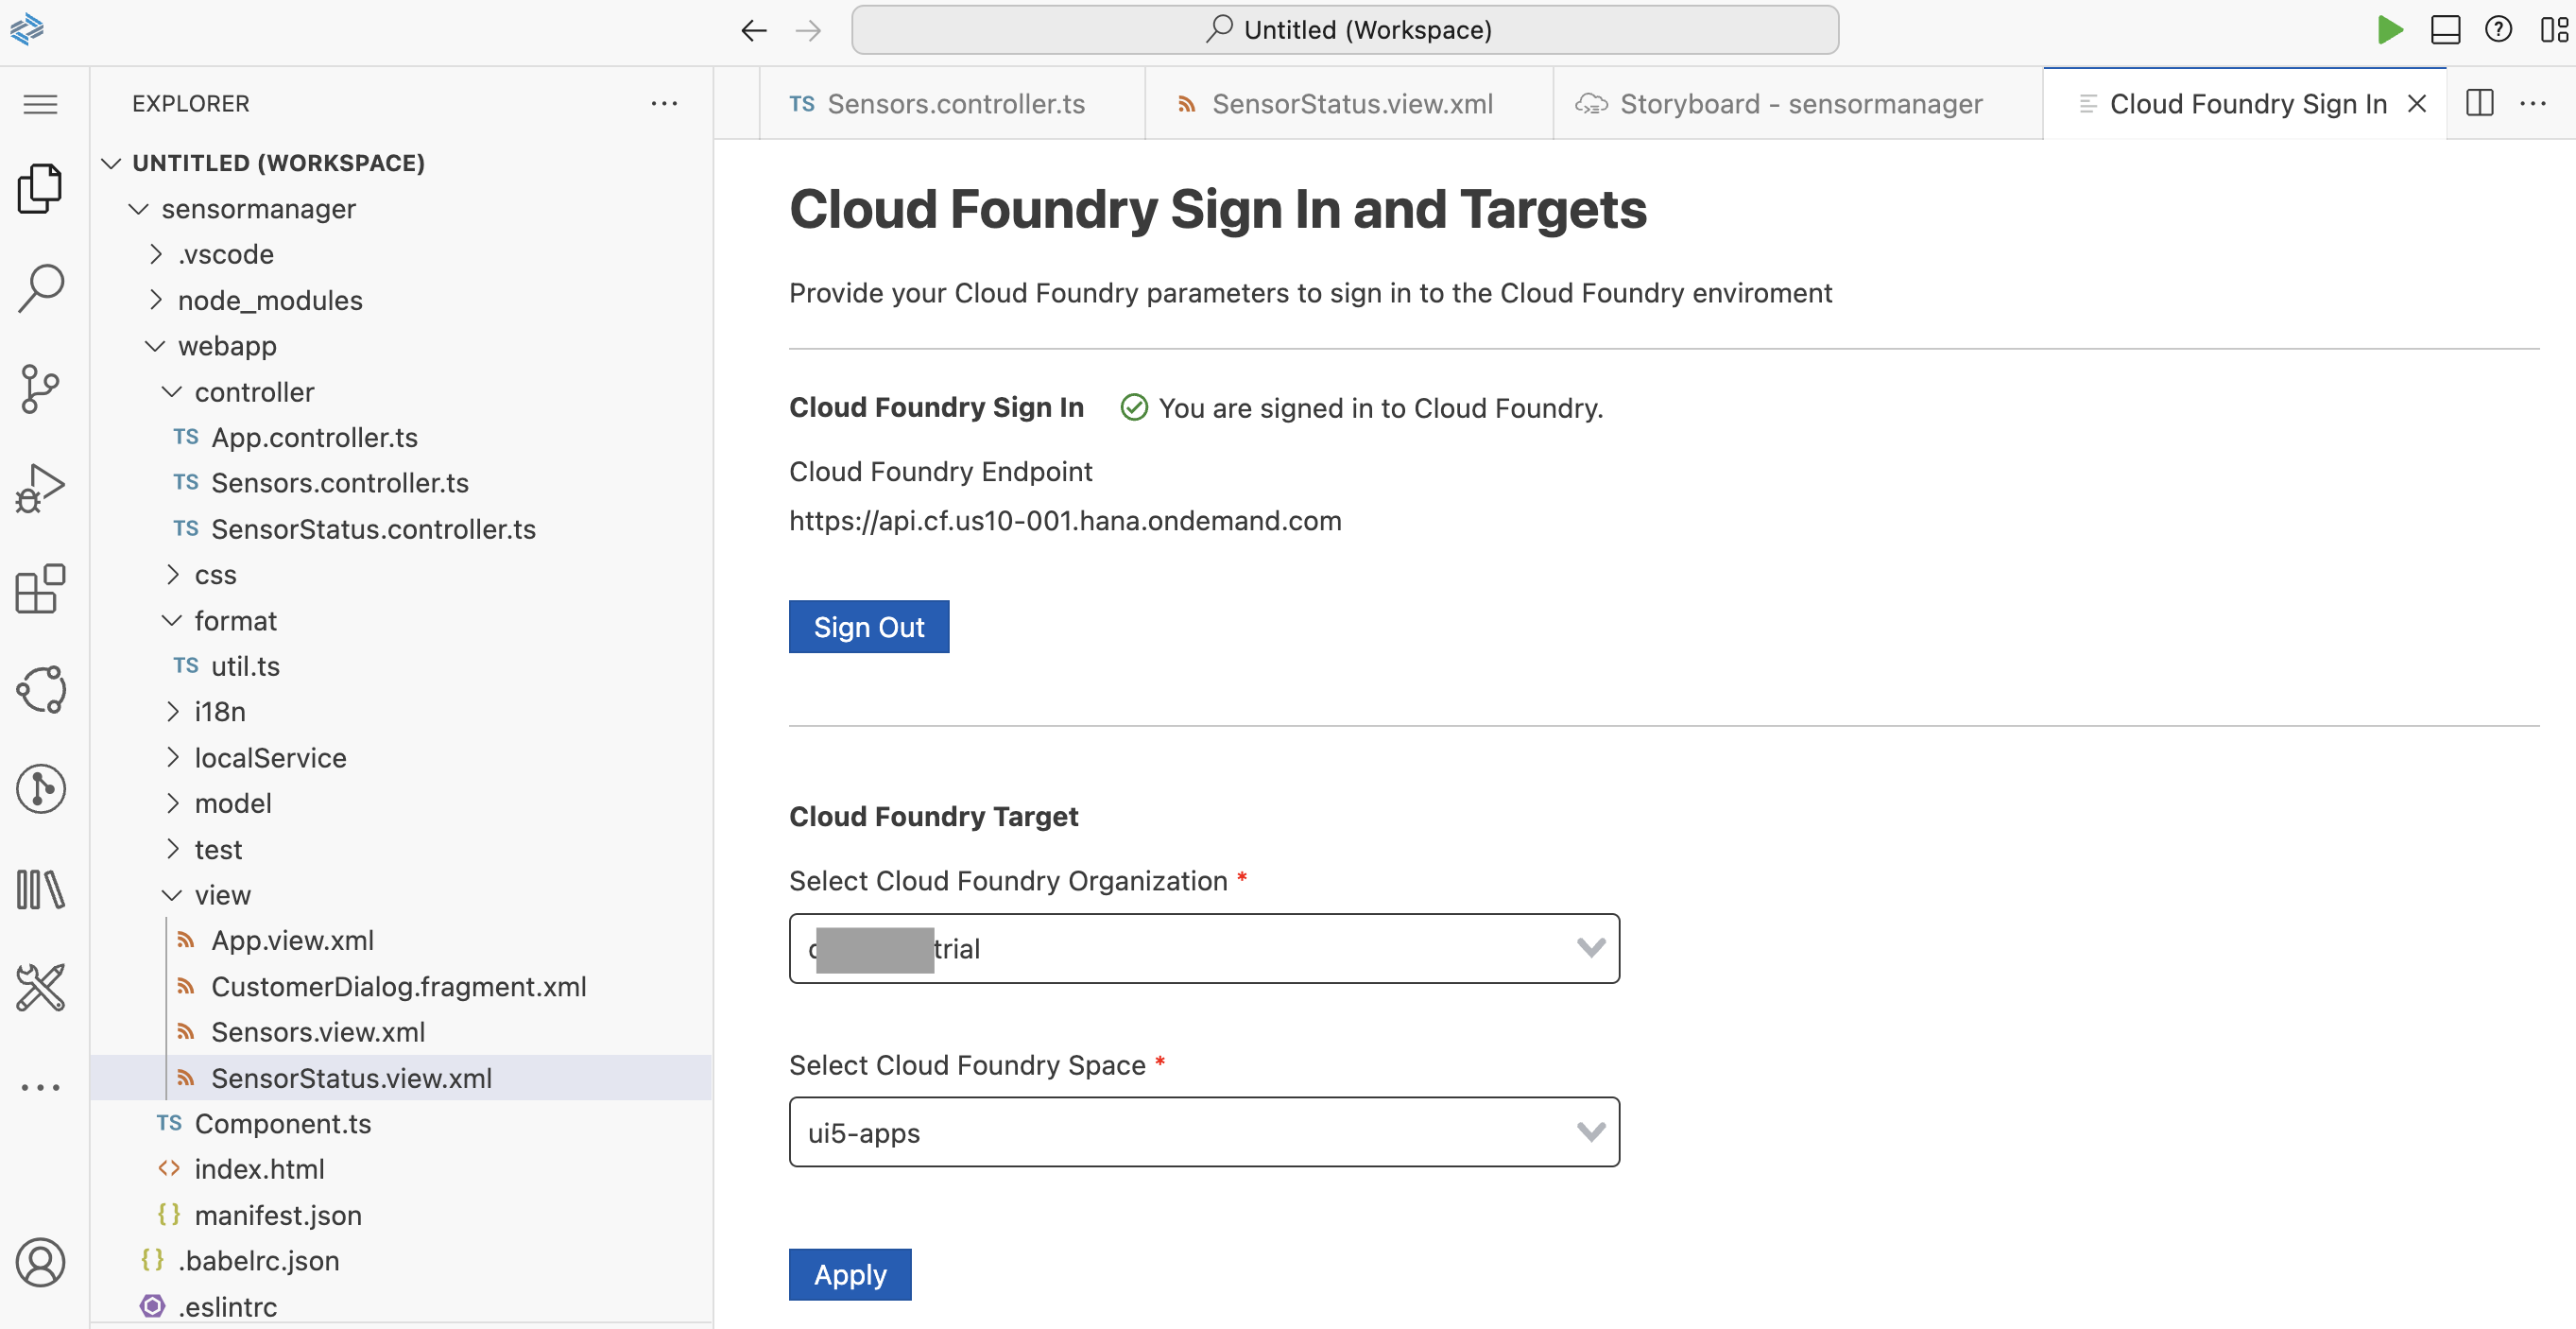 Untitled (Workspace)
EXPLORER
TS Sensors.controller.ts
SensorStatus.view.xml
Storyboard - sensormanager
Cloud Foundry Sign In
UNTITLED (WORKSPACE)
sensormanager
.vscode
node_modules
webapp
controller
TS App.controller.ts
TS Sensors.controller.ts
TS SensorStatus.controller.ts
css
format
TS util.ts
i18n
localService
model
test
view
App.view.xml
CustomerDialog.fragment.xml
Sensors.view.xml
SensorStatus.view.xml
TS Component.ts
<> index.html
{} manifest.json
{} .babelrc.json
.eslintrc
Cloud Foundry Sign In and Targets
Provide your Cloud Foundry parameters to sign in to the Cloud Foundry enviroment
Cloud Foundry Sign In
You are signed in to Cloud Foundry.
Cloud Foundry Endpoint
https://api.cf.us10-001.hana.ondemand.com
Sign Out
Cloud Foundry Target
Select Cloud Foundry Organization *
trial
Select Cloud Foundry Space *
ui5-apps
Apply